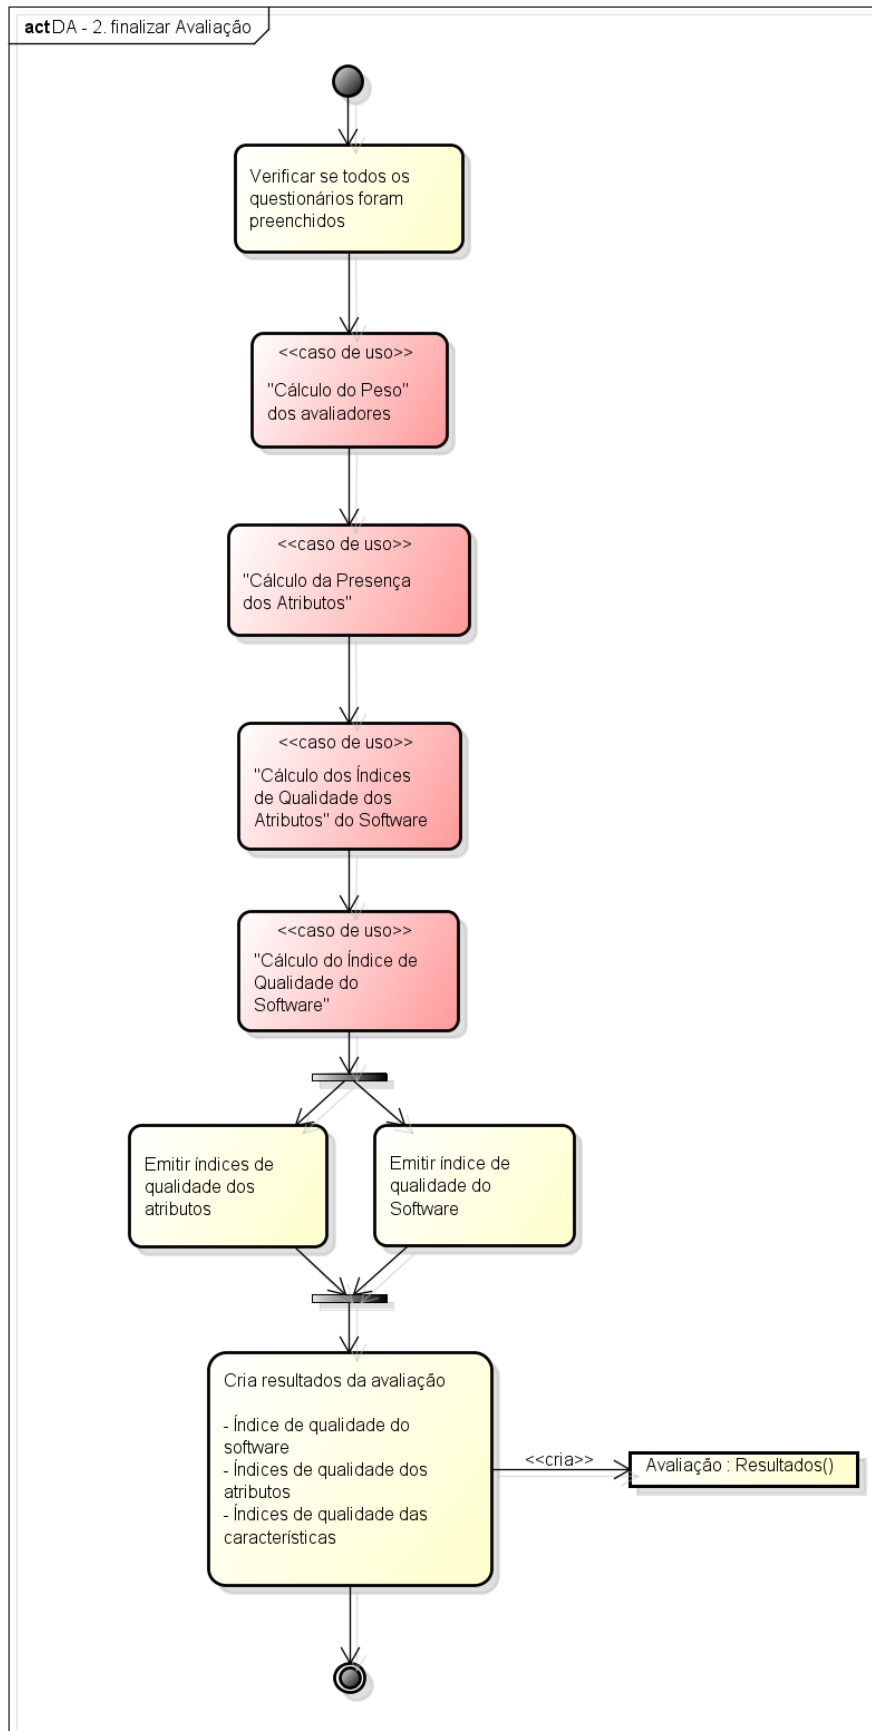 act DA - 2. finalizar Avaliação
Verificar se todos os
questionários foram
preenchidos
<<caso de uso>>
"Cálculo do Peso"
dos avaliadores
<<caso de uso>>
"Cálculo da Presença
dos Atributos"
<<caso de uso>>
"Cálculo dos Índices
de Qualidade dos
Atributos" do Software
<<caso de uso>>
"Cálculo do Índice de
Qualidade do
Software"
Emitir índices de
qualidade dos
atributos
Emitir índice de
qualidade do
Software
Cria resultados da avaliação
- Índice de qualidade do
software
- Índices de qualidade dos
atributos
- Índices de qualidade das
características
<<cria>>
Avaliação : Resultados()